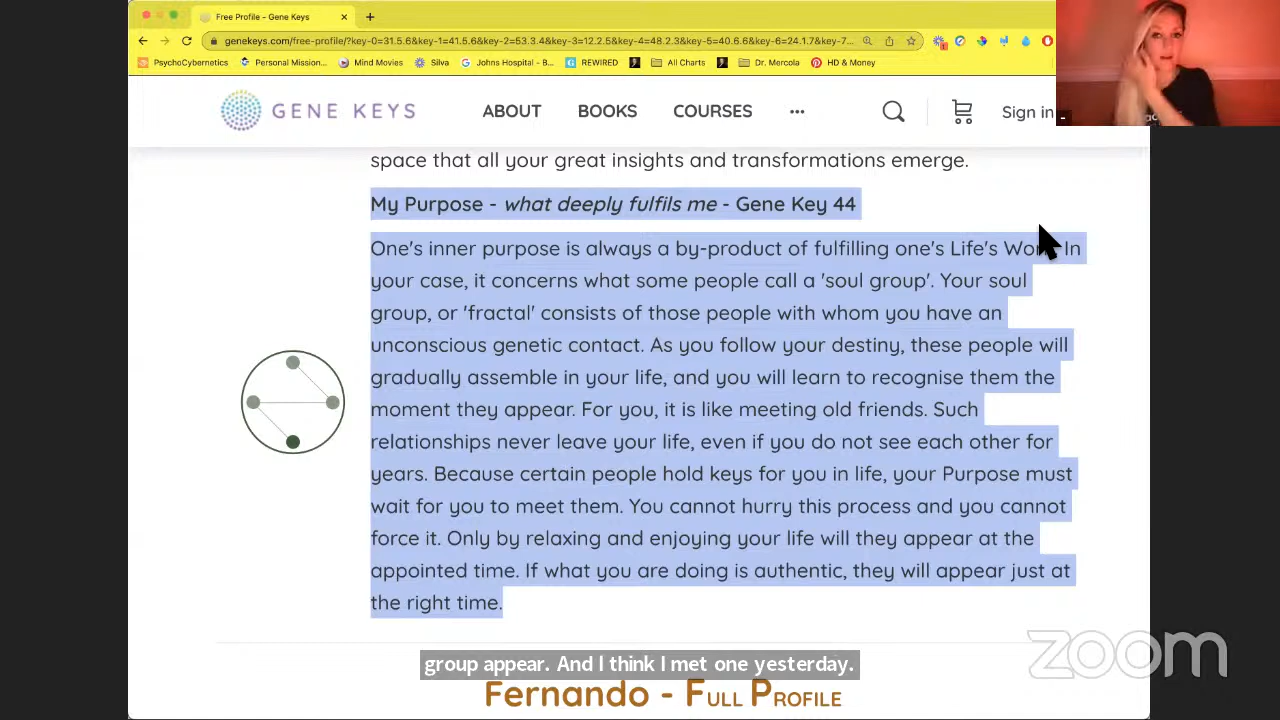 Free Profile - Gene Keys
genekeys.com/free-profile/?key-0=31.5.6&key-1=41.5.6&key-2=53.3.4&key-3=12.2.5&key-4=48.2.3&key-5=40.6.6&key-6=24.1.7&key-7...
PsychoCybernetics Personal Mission... Mind Movies Silva Johns Hospital - B... REWIRED All Charts Dr. Mercola HD & Money
GENE KEYS ABOUT BOOKS COURSES ... Sign in
space that all your great insights and transformations emerge.
My Purpose - what deeply fulfils me - Gene Key 44
One's inner purpose is always a by-product of fulfilling one's Life's In
your case, it concerns what some people call a 'soul group'. Your soul
group, or 'fractal' consists of those people with whom you have an
unconscious genetic contact. As you follow your destiny, these people will
gradually assemble in your life, and you will learn to recognise them the
moment they appear. For you, it is like meeting old friends. Such
relationships never leave your life, even if you do not see each other for
years. Because certain people hold keys for you in life, your Purpose must
wait for you to meet them. You cannot hurry this process and you cannot
force it. Only by relaxing and enjoying your life will they appear at the
appointed time. If what you are doing is authentic, they will appear just at
the right time.
group appear. And I think I met one yesterday.
zoom
Fernando - Full Profile